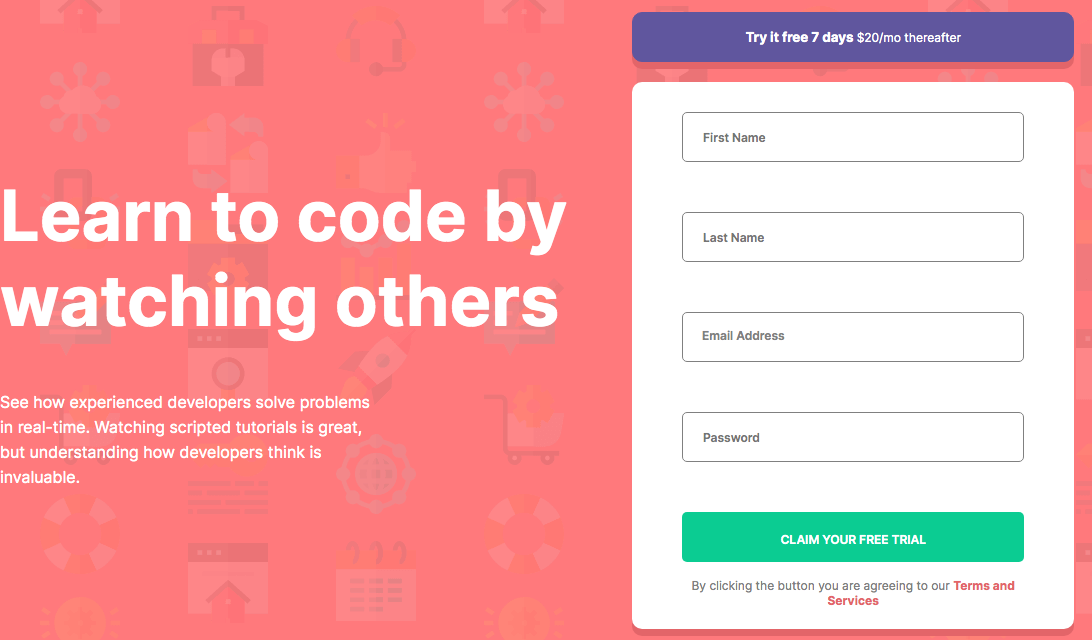 Learn to code by
watching others
See how experienced developers solve problems
in real-time. Watching scripted tutorials is great,
but understanding how developers think is
invaluable.
Try it free 7 days $20/mo thereafter
First Name
Last Name
Email Address
Password
CLAIM YOUR FREE TRIAL
By clicking the button you are agreeing to our Terms and
Services